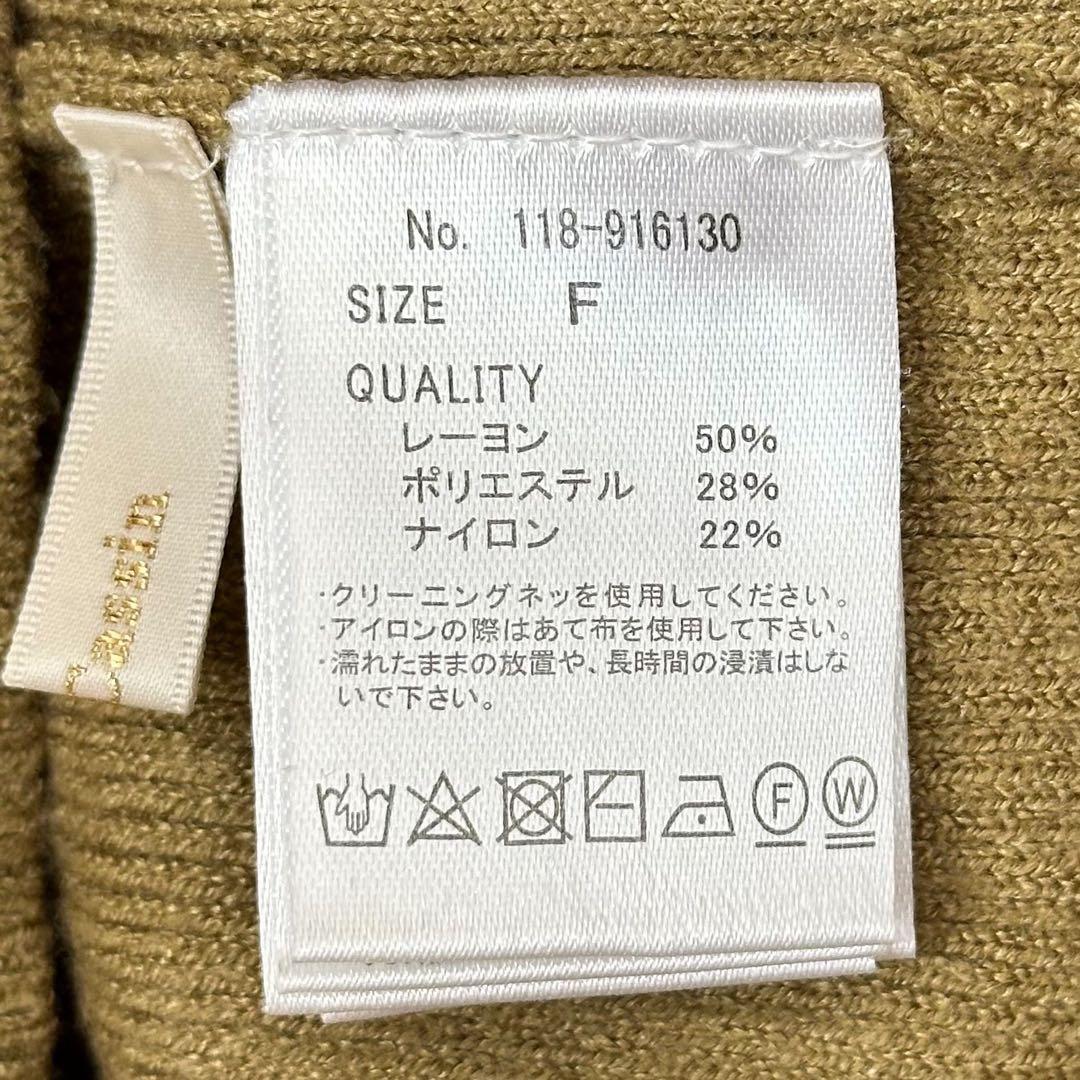 No. 118-916130
SIZE F
QUALITY
レーヨン 50%
ポリエステル 28%
ナイロン 22%
・クリーニングネッを使用してください。
・アイロンの際はあて布を使用して下さい。
・濡れたままの放置や、長時間の浸漬はしな
いで下さい。
F W